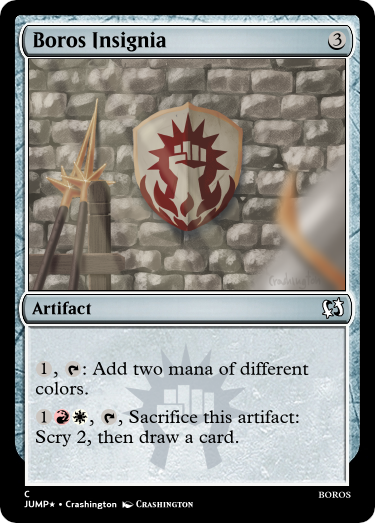 Boros Insignia 3
Artifact
1, : Add two mana of different
colors.
1, , Sacrifice this artifact:
Scry 2, then draw a card.
C
JUMP★ • Crashington CRASHINGTON
BOROS